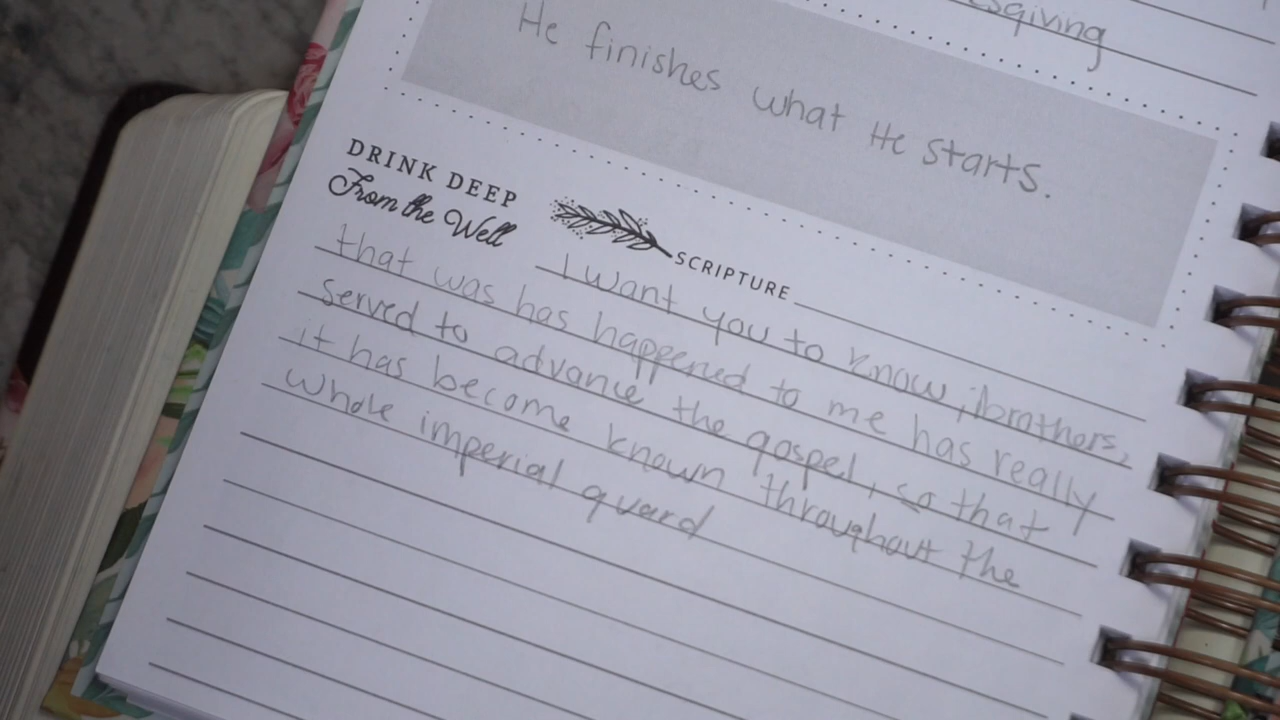 sgiving
He finishes what He starts.
DRINK DEEP
From the Well
SCRIPTURE
I want you to know, brothers,
that was has happened to me has really
served to advance the gospel, so that
it has become known throughout the
whole imperial guard